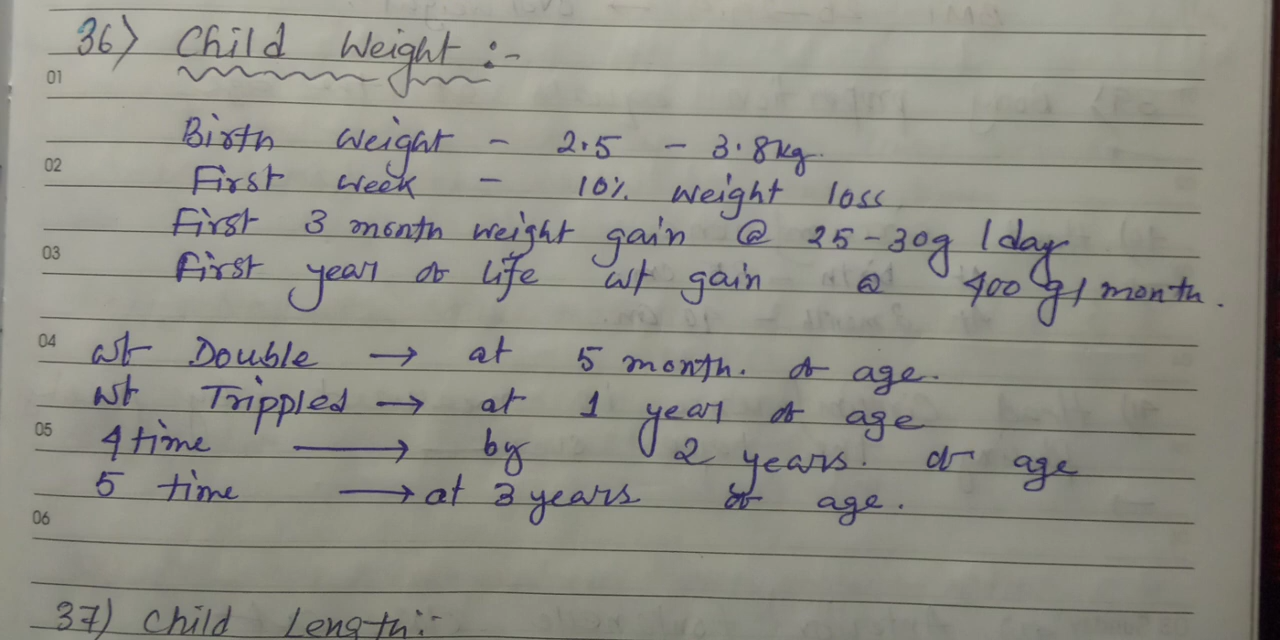 36) Child Weight :-
01
Birth weight - 2.5 - 3.8kg.
02
First week - 10% weight loss
First 3 month weight gain @ 25-30g /day
03
First year of life wt gain @ 400 g/ month.
04
wt Double → at 5 month. of age.
wt Trippled → at 1 year of age
05
4 time → by 2 years. of age
5 time → at 3 years of age.
06
37) Child Length:-